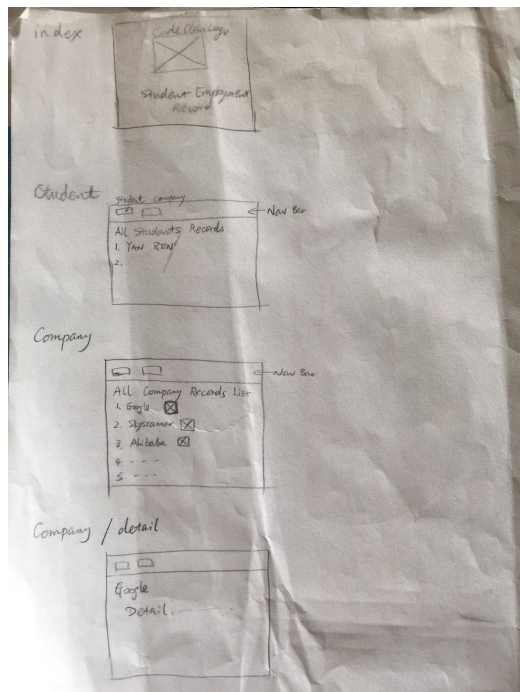 index
CodeClan Logo
Student Employment
Record
Student
Student Company
Nav Bar
All Students Records
1. YAN REN
2.
Company
Nav Bar
ALL Company Records List
1. Google
2. Skyscanner
3. Alibaba
4. - - -
5. - - -
Company / detail
Google
Detail. - -